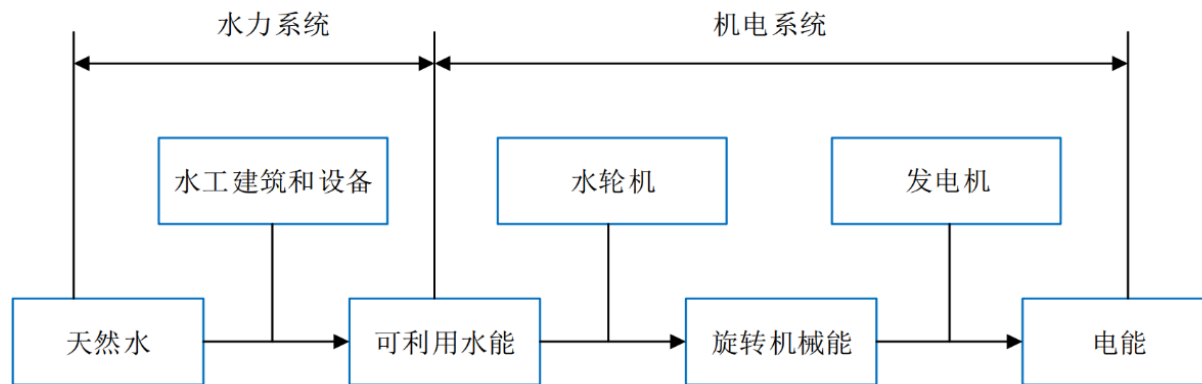 水力系统
机电系统
水工建筑和设备
水轮机
发电机
天然水
可利用水能
旋转机械能
电能